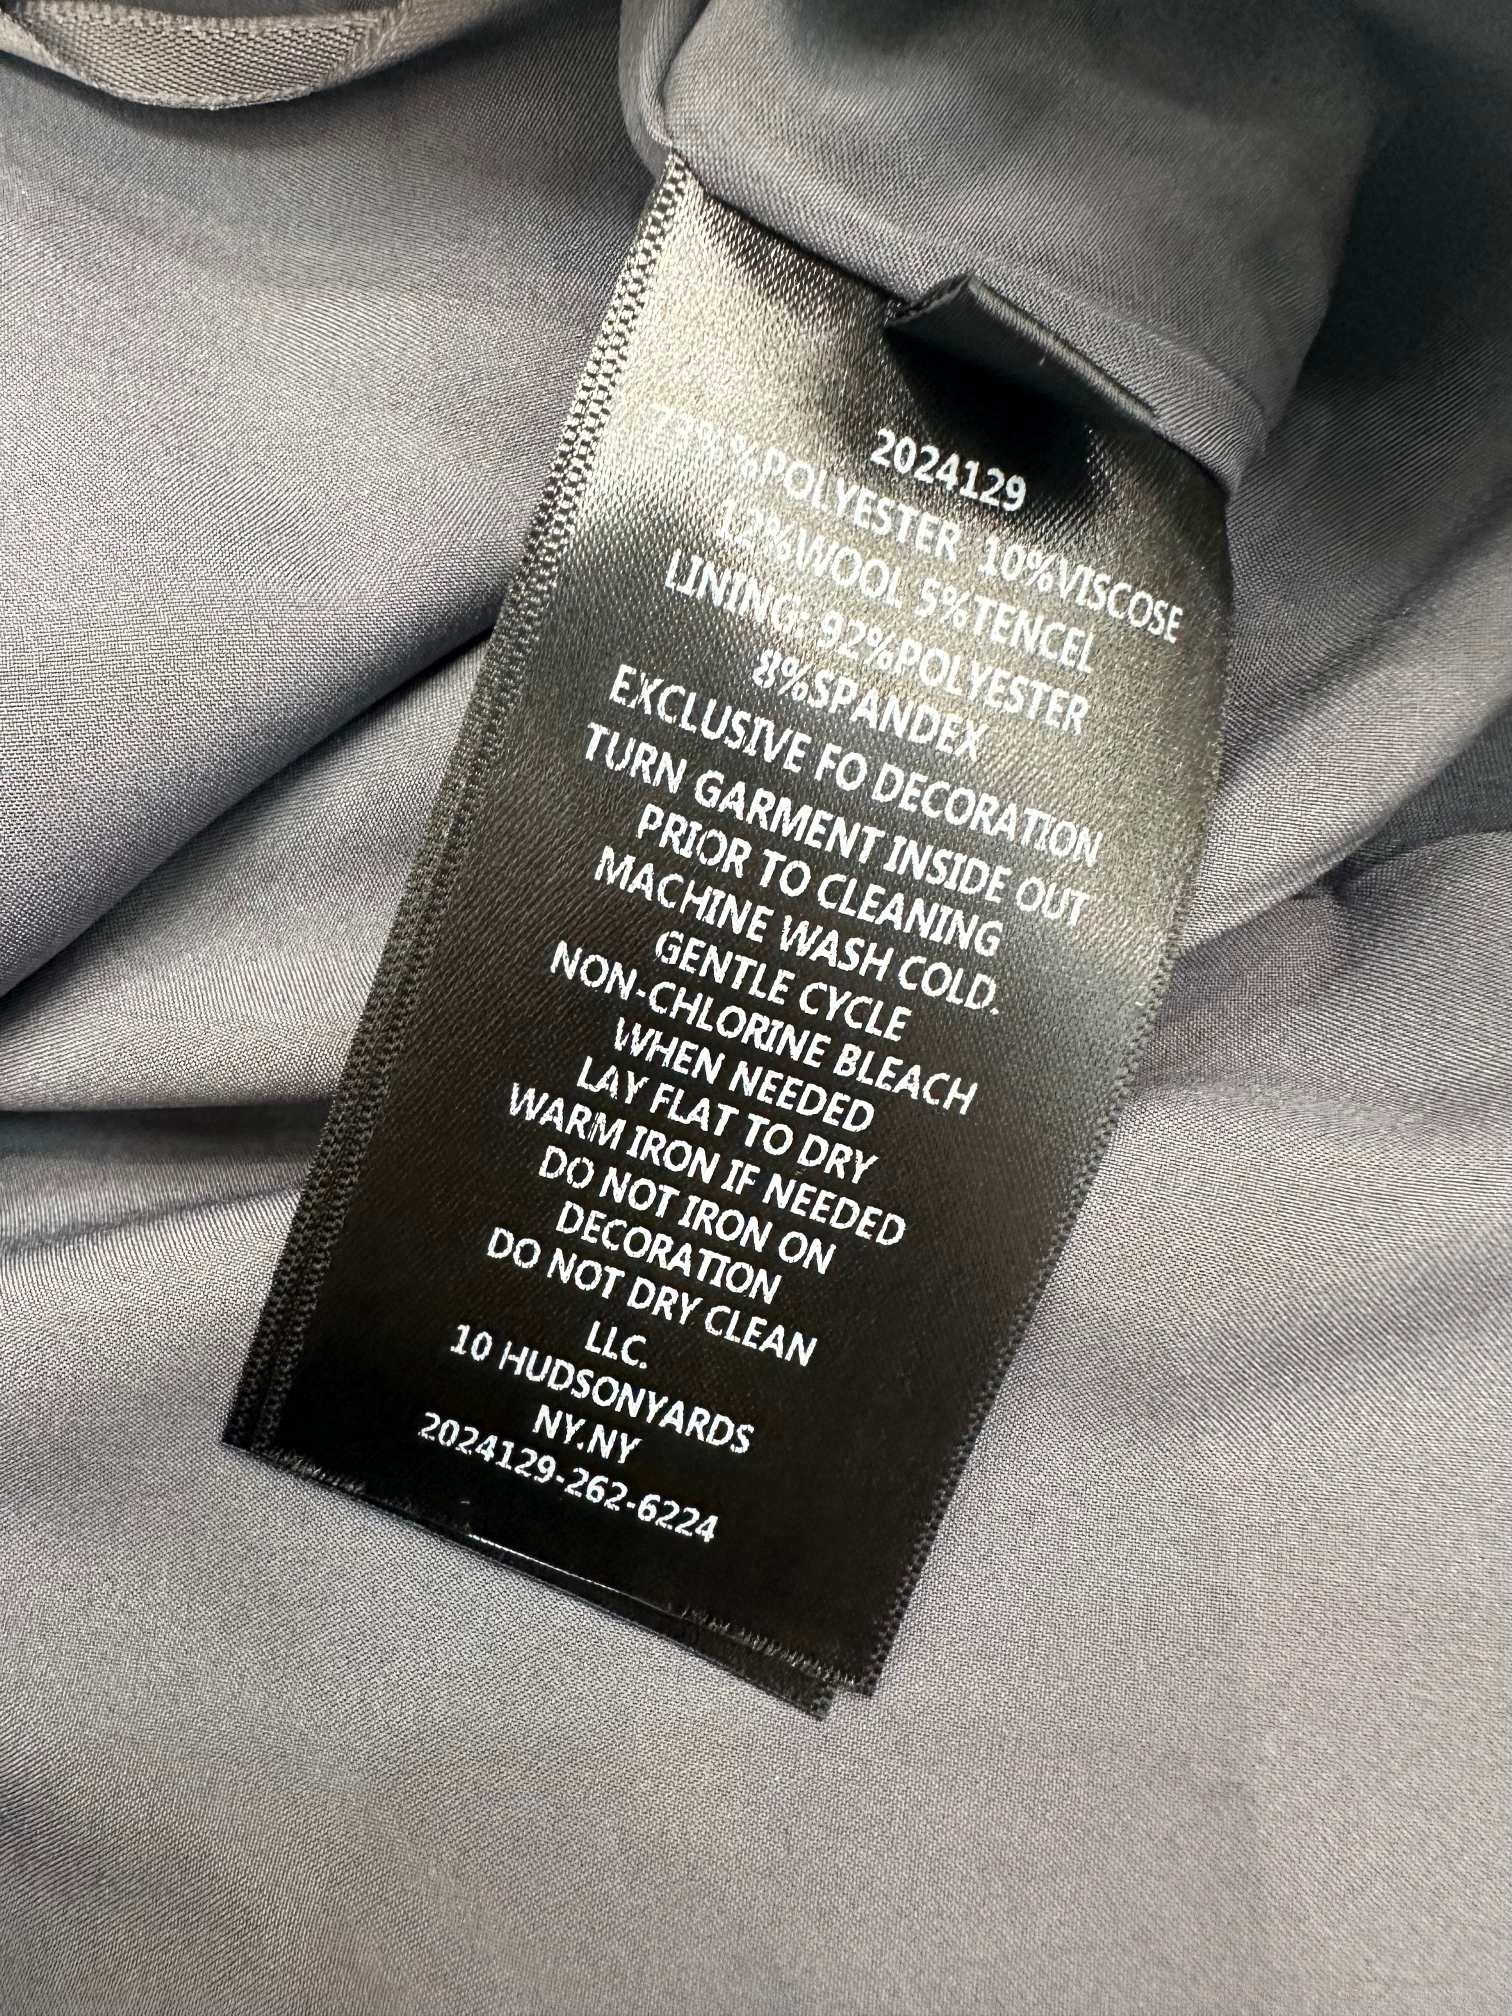 2024129
73%%POLYESTER 10%VISCOSE
12%WOOL 5%TENCEL
LINING: 92%POLYESTER
8%SPANDEX
EXCLUSIVE FO DECORATION
TURN GARMENT INSIDE OUT
PRIOR TO CLEANING
MACHINE WASH COLD.
GENTLE CYCLE
NON-CHLORINE BLEACH
WHEN NEEDED
LAY FLAT TO DRY
WARM IRON IF NEEDED
DO NOT IRON ON
DECORATION
DO NOT DRY CLEAN
LLC.
10 HUDSONYARDS
NY.NY
2024129-262-6224